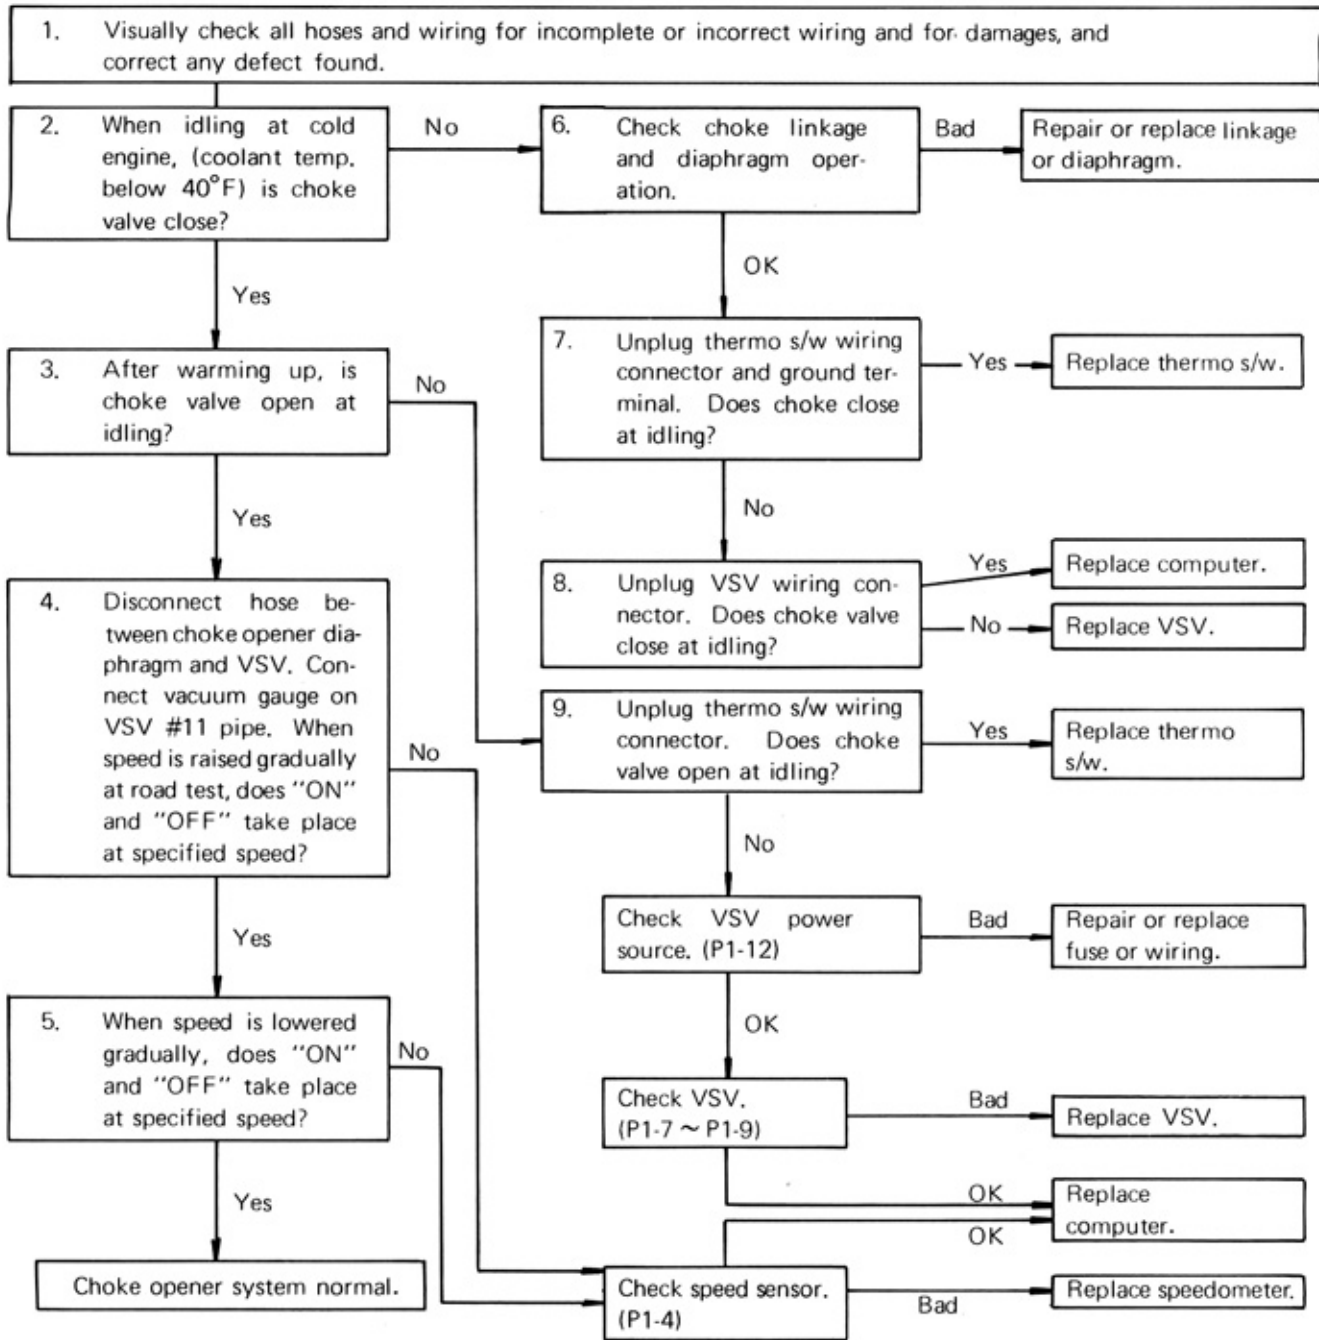 1. Visually check all hoses and wiring for incomplete or incorrect wiring and for damages, and
correct any defect found.
2. When idling at cold
engine, (coolant temp.
below 40°F) is choke
valve close?
No
6. Check choke linkage
and diaphragm oper-
ation.
Bad
Repair or replace linkage
or diaphragm.
Yes
OK
3. After warming up, is
choke valve open at
idling?
No
7. Unplug thermo s/w wiring
connector and ground ter-
minal. Does choke close
at idling?
Yes
Replace thermo s/w.
Yes
No
4. Disconnect hose be-
tween choke opener dia-
phragm and VSV. Con-
nect vacuum gauge on
VSV #11 pipe. When
speed is raised gradually
at road test, does "ON"
and "OFF" take place
at specified speed?
No
8. Unplug VSV wiring con-
nector. Does choke valve
close at idling?
Yes
Replace computer.
No
Replace VSV.
9. Unplug thermo s/w wiring
connector. Does choke
valve open at idling?
Yes
Replace thermo
s/w.
No
Yes
Check VSV power
source. (P1-12)
Bad
Repair or replace
fuse or wiring.
OK
5. When speed is lowered
gradually, does "ON"
and "OFF" take place
at specified speed?
No
Check VSV.
(P1-7 ~ P1-9)
Bad
Replace VSV.
Yes
OK
Replace
computer.
OK
Choke opener system normal.
Check speed sensor.
(P1-4)
Bad
Replace speedometer.